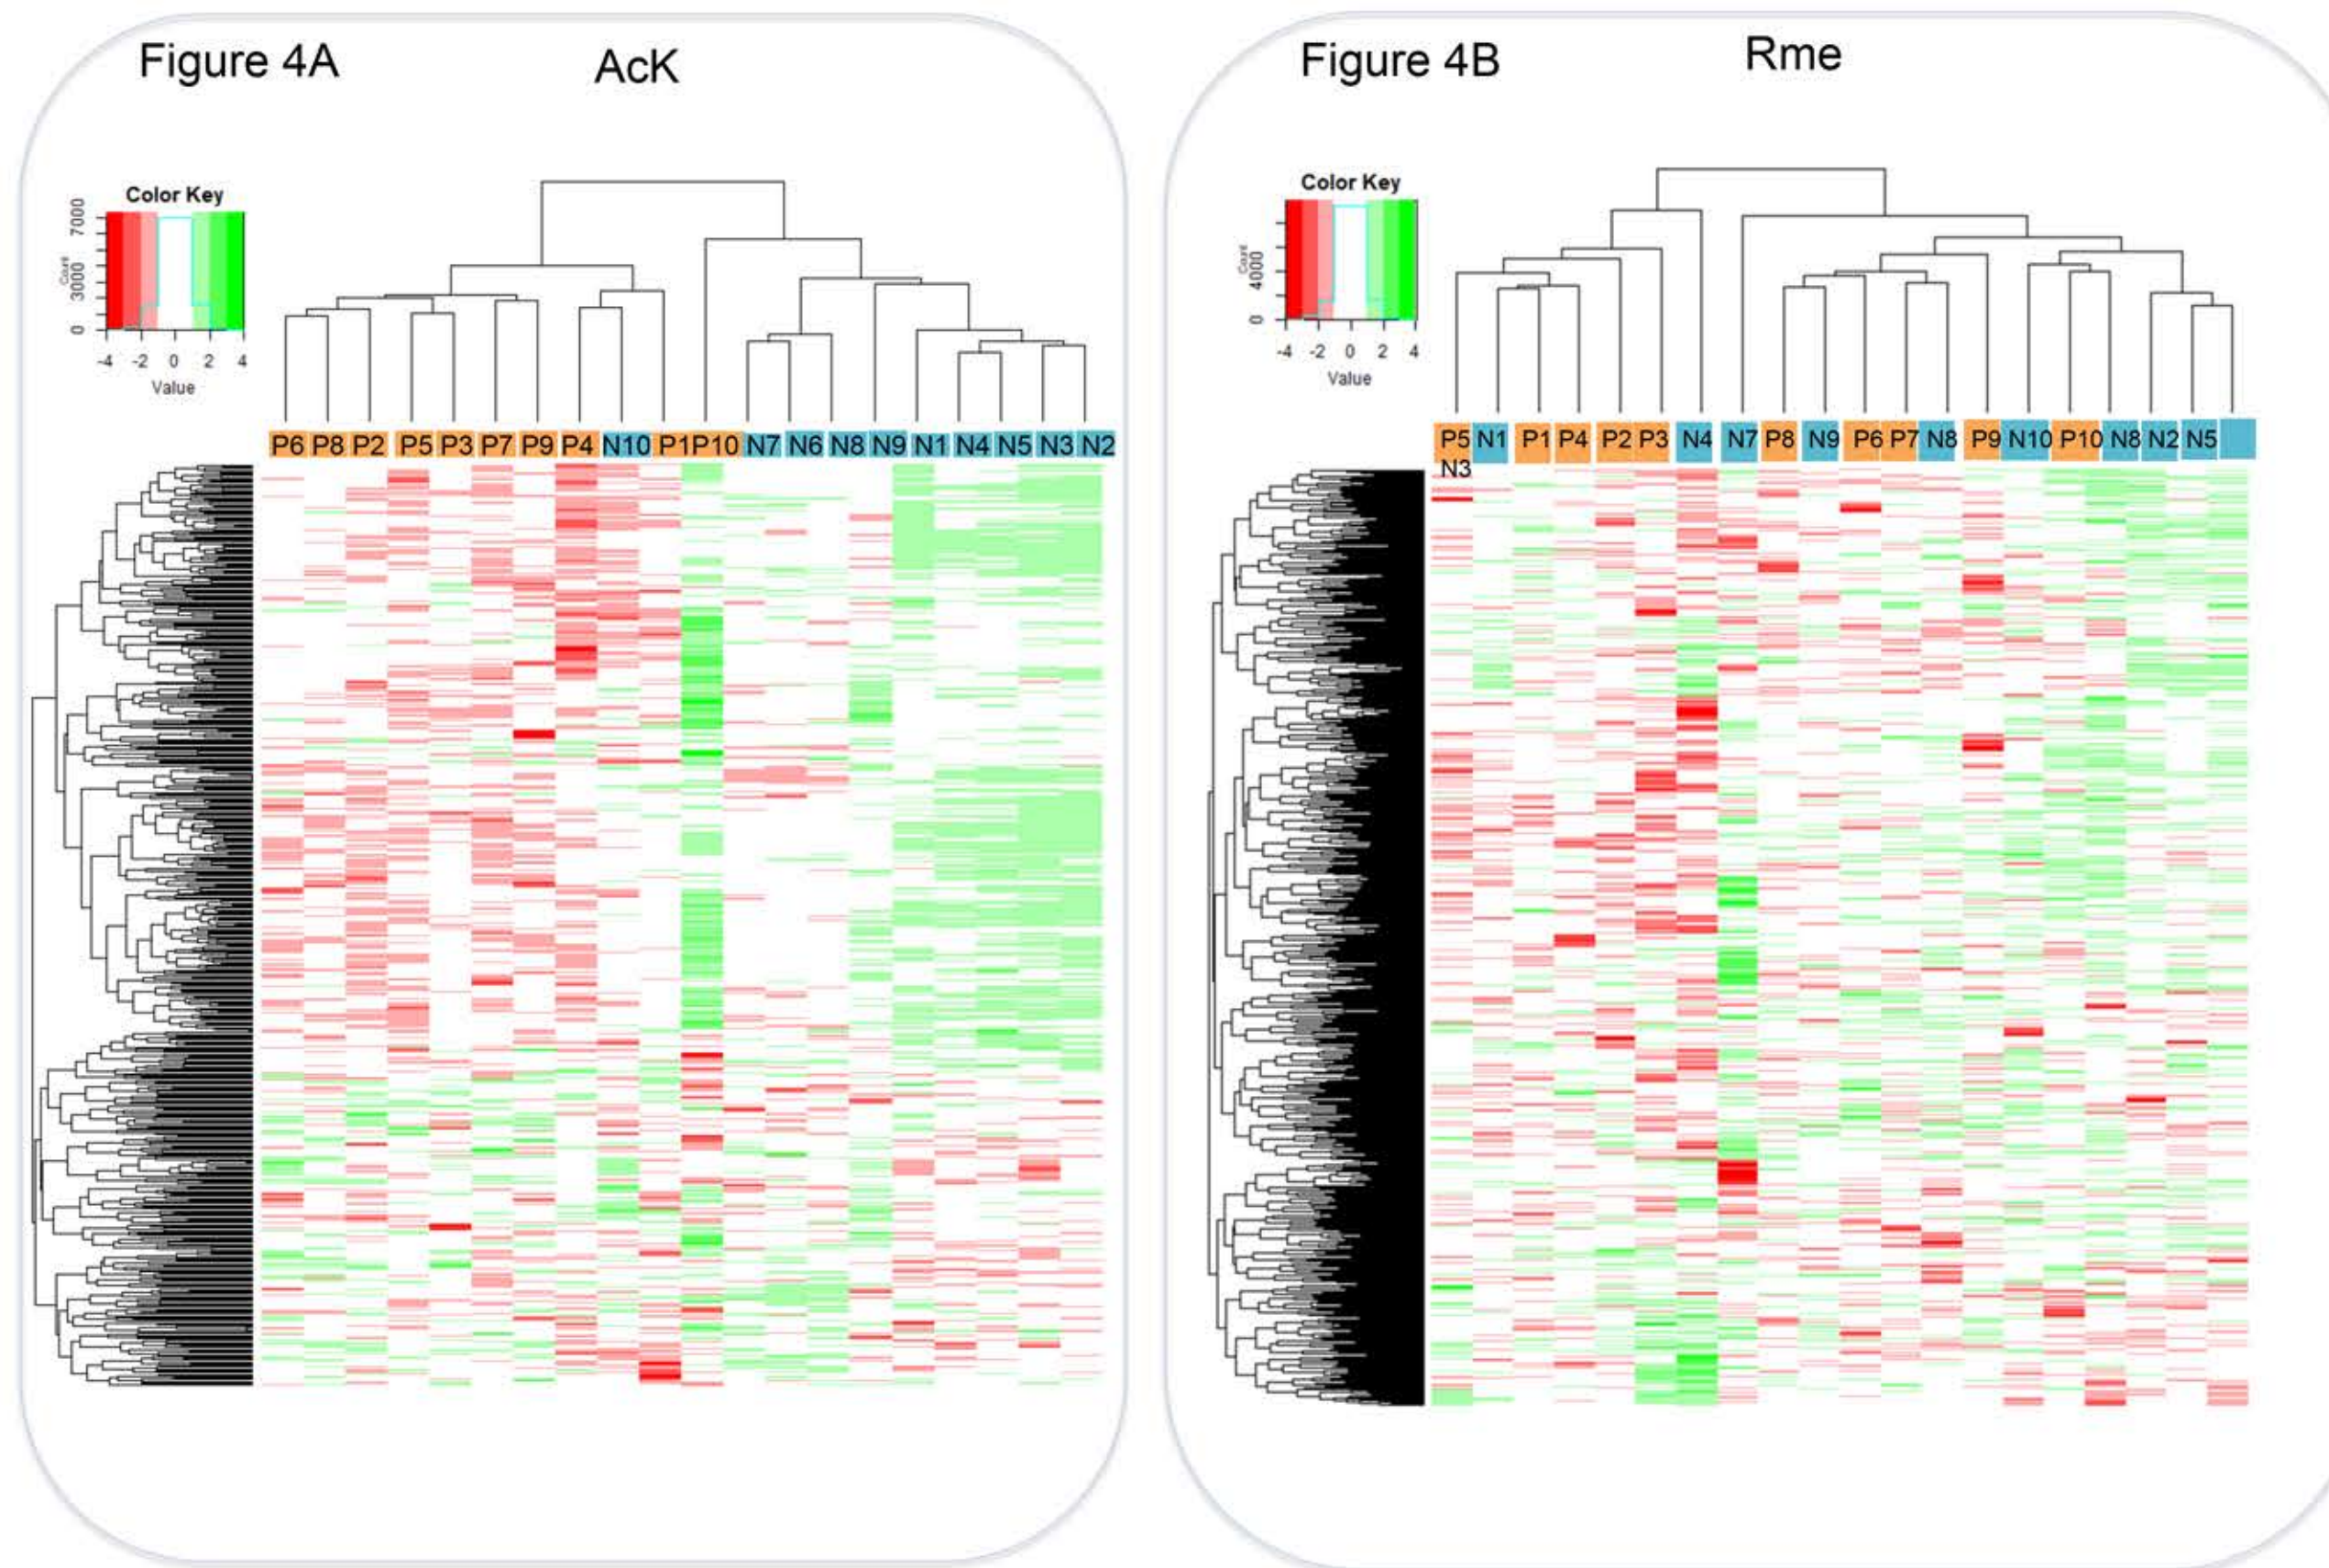 Figure 4A
AcK
Color Key
Count
0 3000 7000
-4 -2 0 2 4
Value
P6 P8 P2 P5 P3 P7 P9 P4 N10 P1 P10 N7 N6 N8 N9 N1 N4 N5 N3 N2
Figure 4B
Rme
Color Key
Count
0 4000
-4 -2 0 2 4
Value
P5 N1 P1 P4 P2 P3 N4 N7 P8 N9 P6 P7 N8 P9 N10 P10 N8 N2 N5
N3